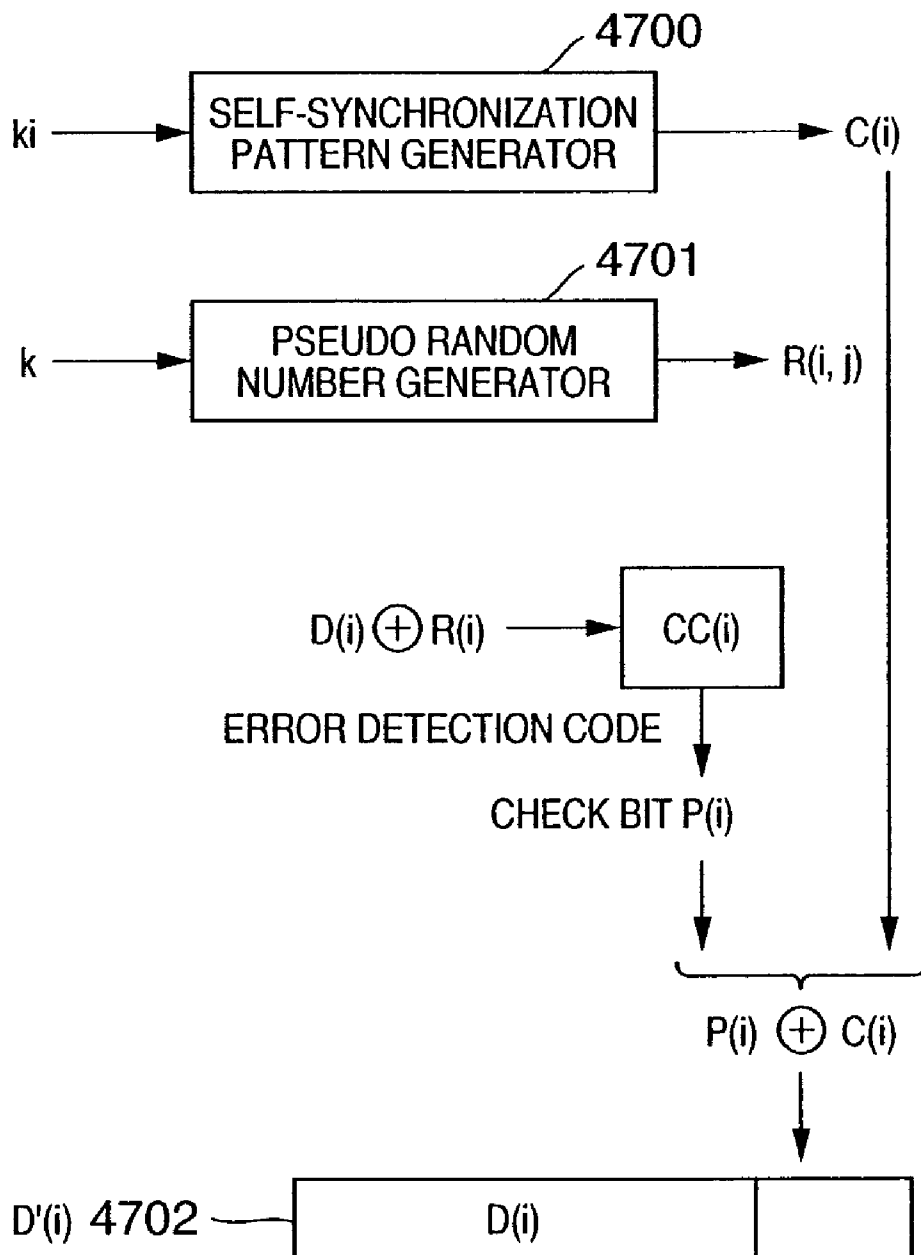 4700
ki
SELF-SYNCHRONIZATION
PATTERN GENERATOR
C(i)
4701
k
PSEUDO RANDOM
NUMBER GENERATOR
R(i, j)
D(i) ⊕ R(i)
CC(i)
ERROR DETECTION CODE
CHECK BIT P(i)
P(i) ⊕ C(i)
D'(i) 4702
D(i)